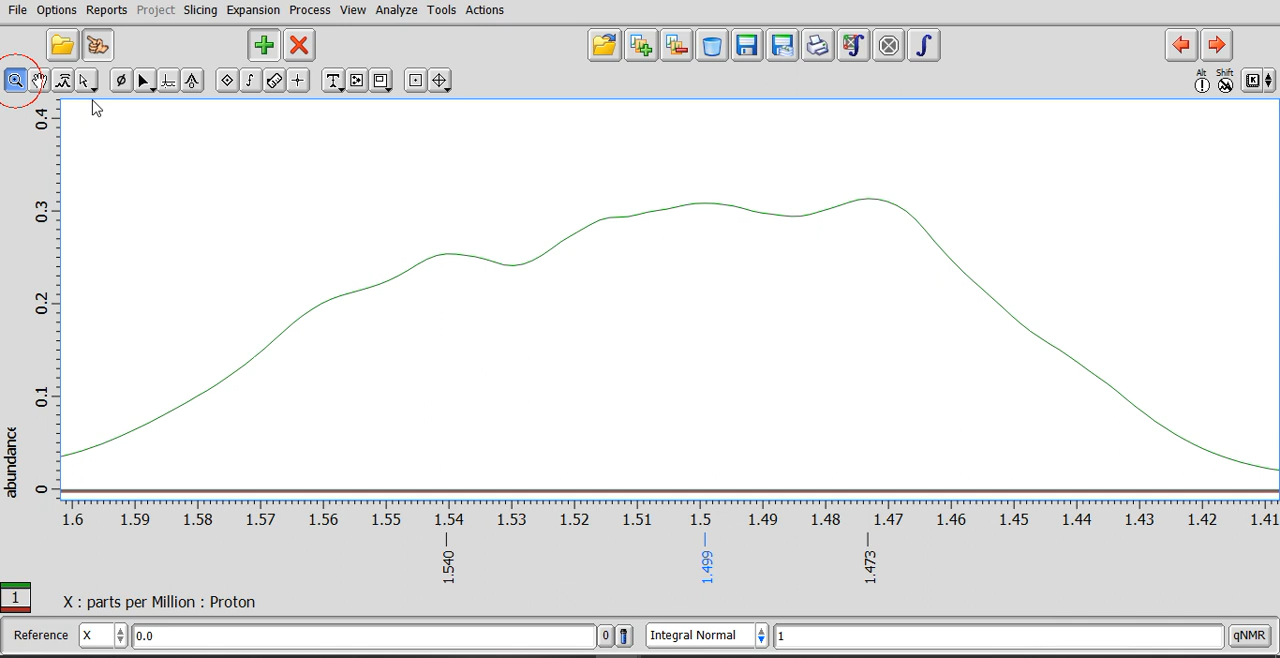 File Options Reports Project Slicing Expansion Process View Analyze Tools Actions
Alt Shift
K
0.4
0.3
0.2
0.1
0
abundance
1.6 1.59 1.58 1.57 1.56 1.55 1.54 1.53 1.52 1.51 1.5 1.49 1.48 1.47 1.46 1.45 1.44 1.43 1.42 1.41
1.540 1.499 1.473
1
X : parts per Million : Proton
Reference X 0.0 0 Integral Normal 1 qNMR